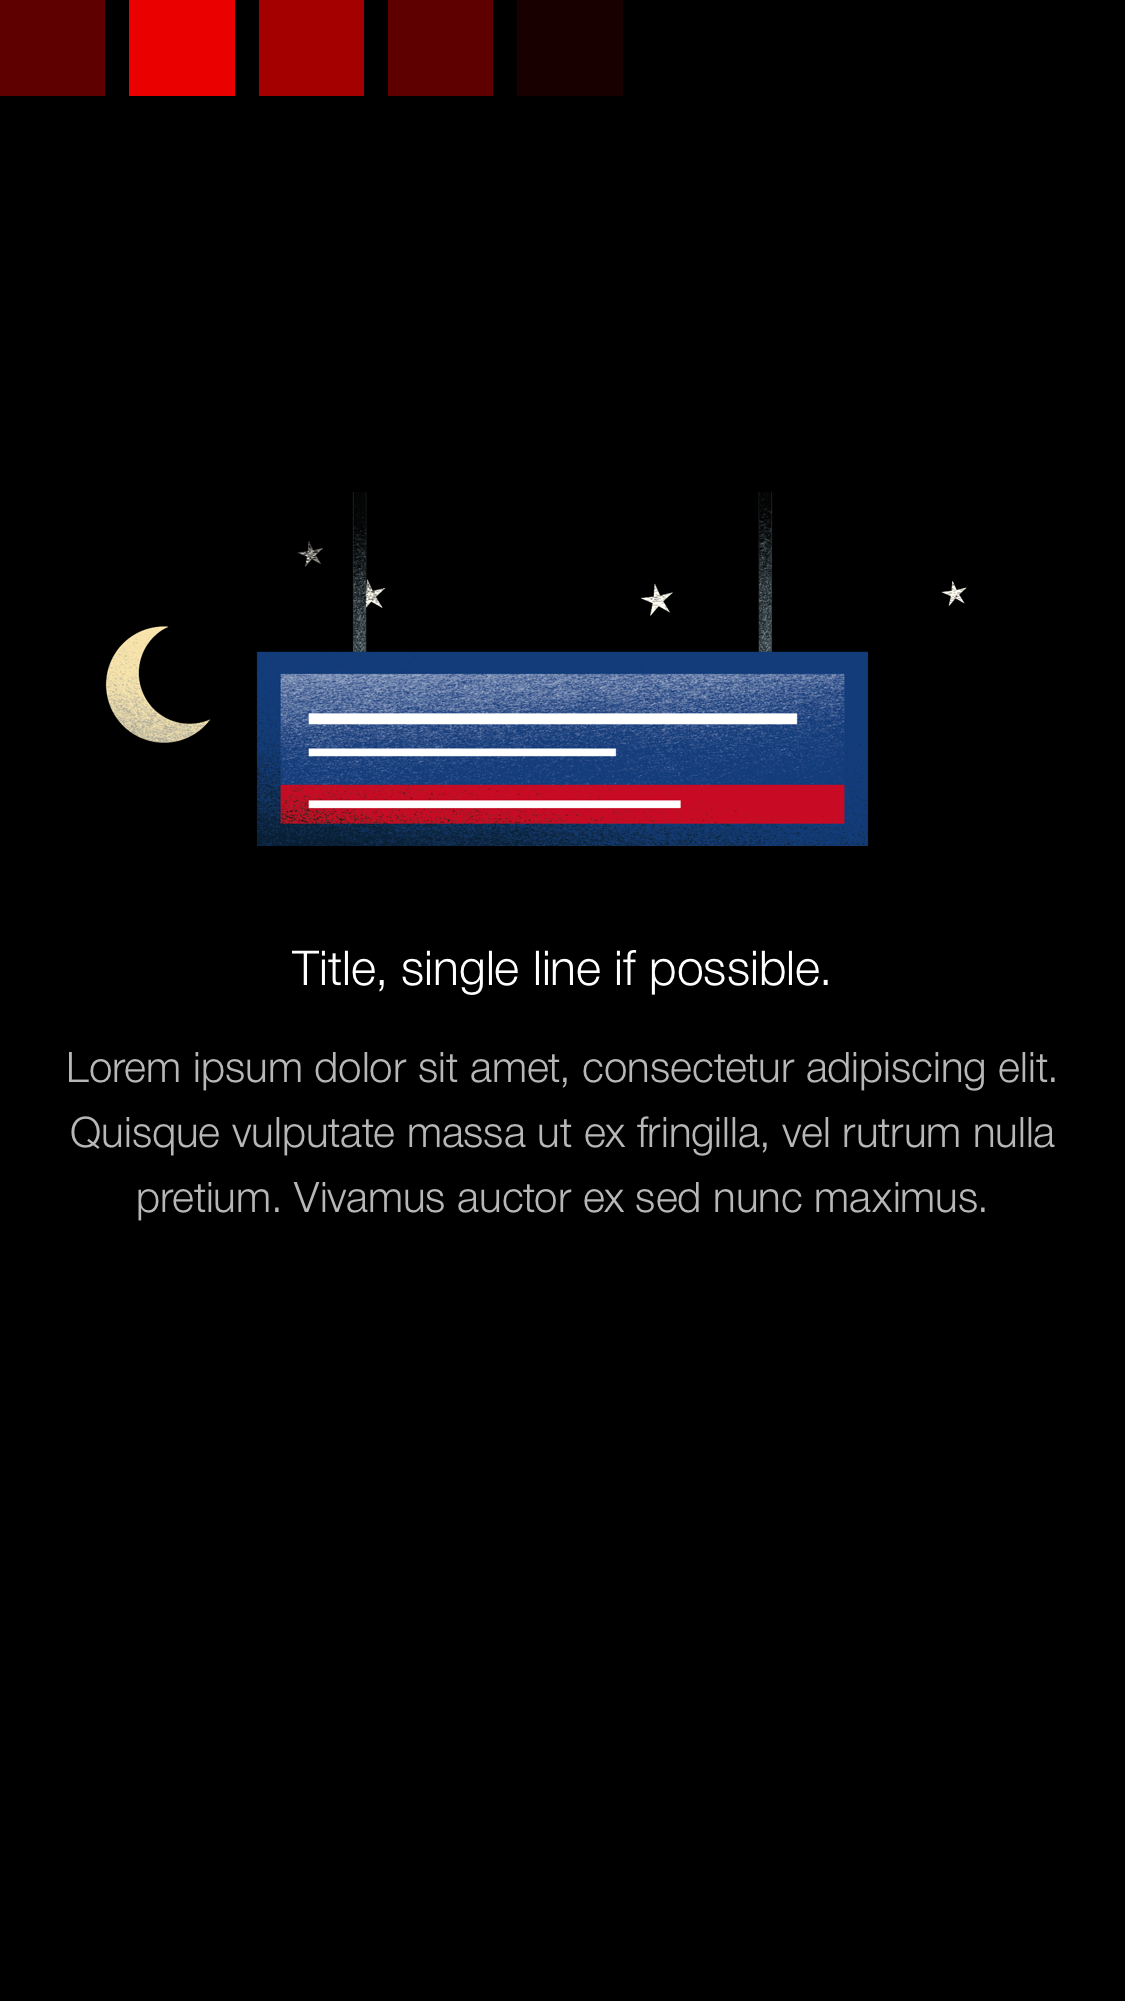 Title, single line if possible.
Lorem ipsum dolor sit amet, consectetur adipiscing elit.
Quisque vulputate massa ut ex fringilla, vel rutrum nulla
pretium. Vivamus auctor ex sed nunc maximus.